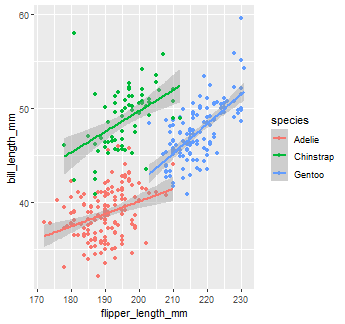 60
50
40
bill_length_mm
170 180 190 200 210 220 230
flipper_length_mm
species
Adelie
Chinstrap
Gentoo